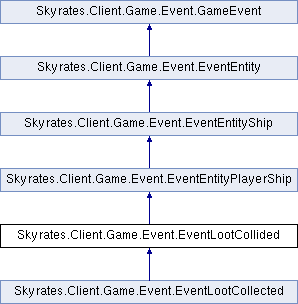 Skyrates.Client.Game.Event.GameEvent
Skyrates.Client.Game.Event.EventEntity
Skyrates.Client.Game.Event.EventEntityShip
Skyrates.Client.Game.Event.EventEntityPlayerShip
Skyrates.Client.Game.Event.EventLootCollided
Skyrates.Client.Game.Event.EventLootCollected